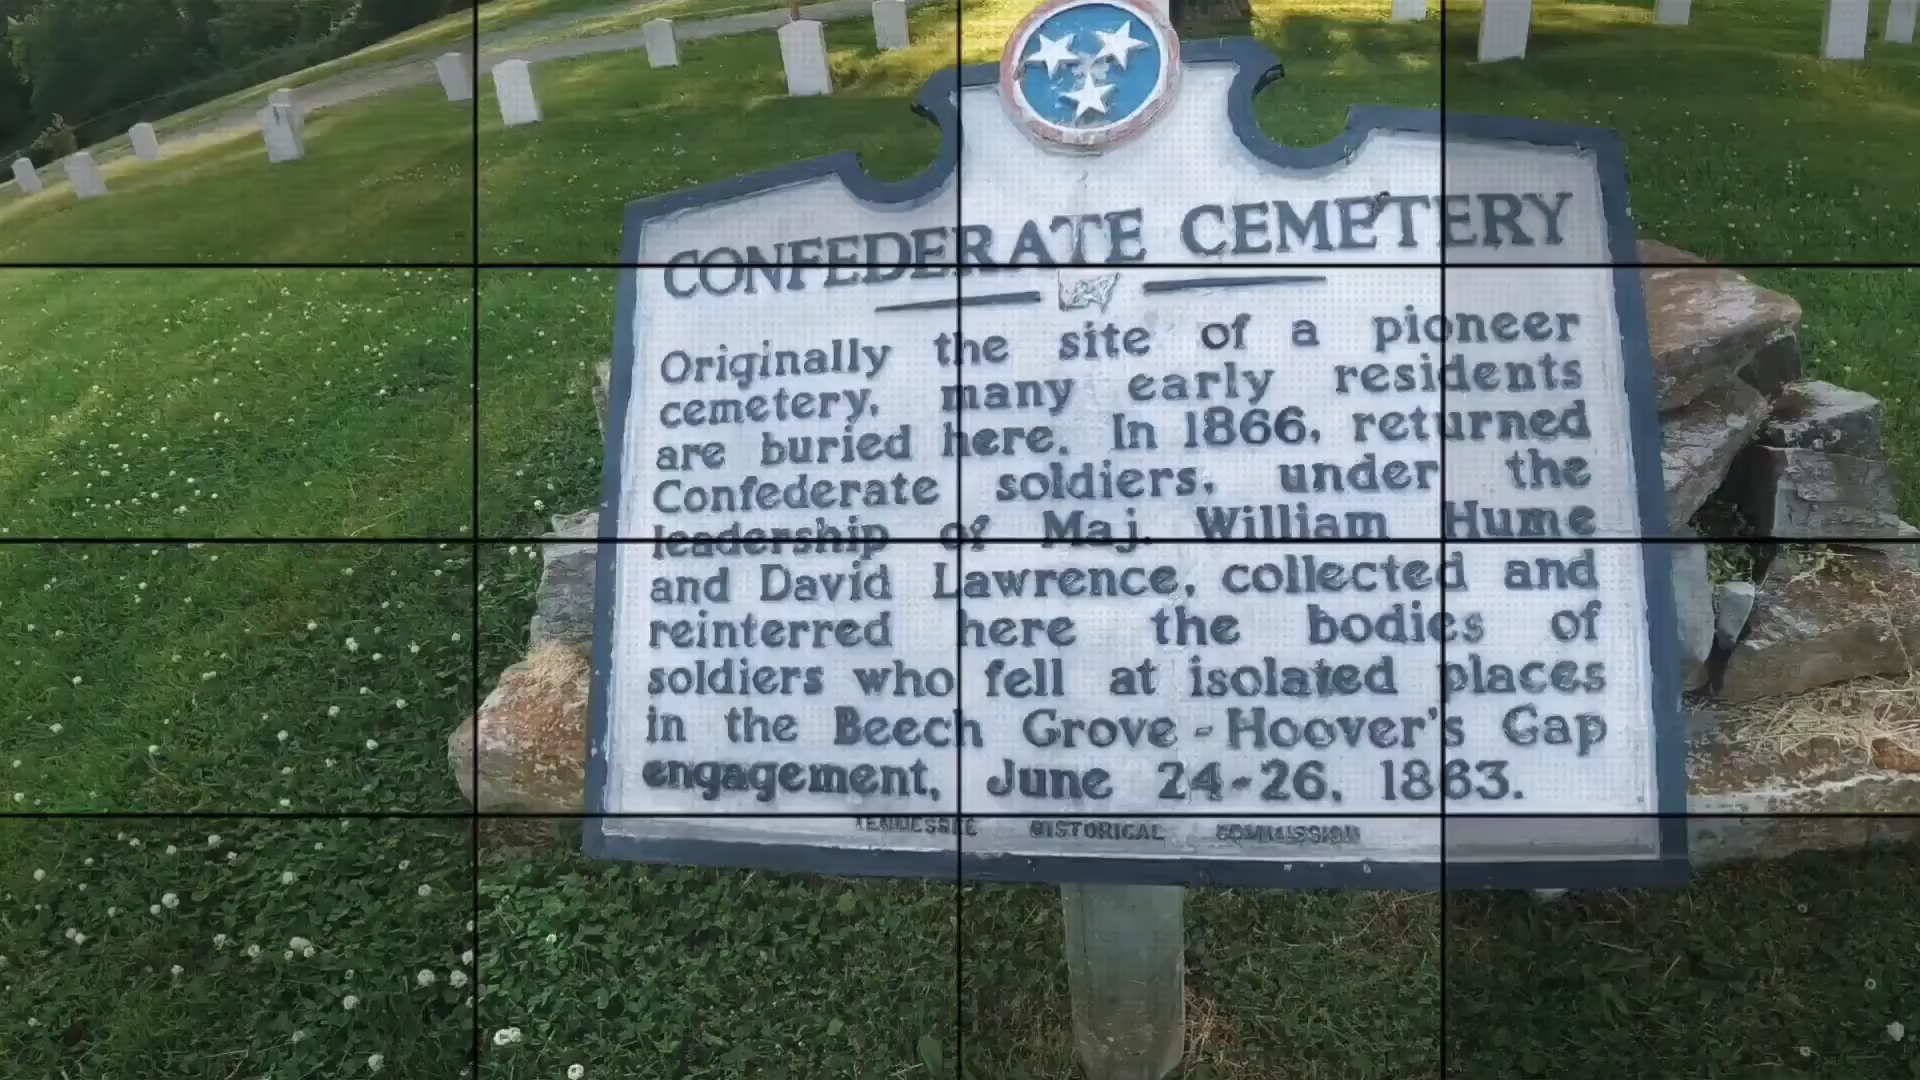 CONFEDERATE CEMETERY
Originally the site of a pioneer
cemetery, many early residents
are buried here. In 1866, returned
Confederate soldiers, under the
leadership of Maj. William Hume
and David Lawrence, collected and
reinterred here the bodies of
soldiers who fell at isolated places
in the Beech Grove-Hoover's Gap
engagement, June 24-26, 1863.
TENNESSEE HISTORICAL COMMISSION